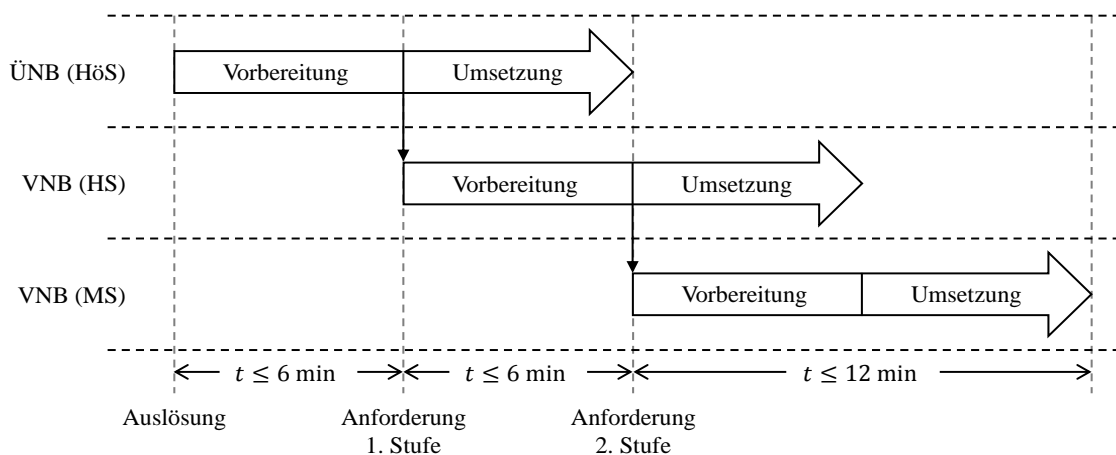 ÜNB (HöS)
Vorbereitung
Umsetzung
VNB (HS)
Vorbereitung
Umsetzung
VNB (MS)
Vorbereitung
Umsetzung
t ≤ 6 min
t ≤ 6 min
t ≤ 12 min
Auslösung
Anforderung
1. Stufe
Anforderung
2. Stufe